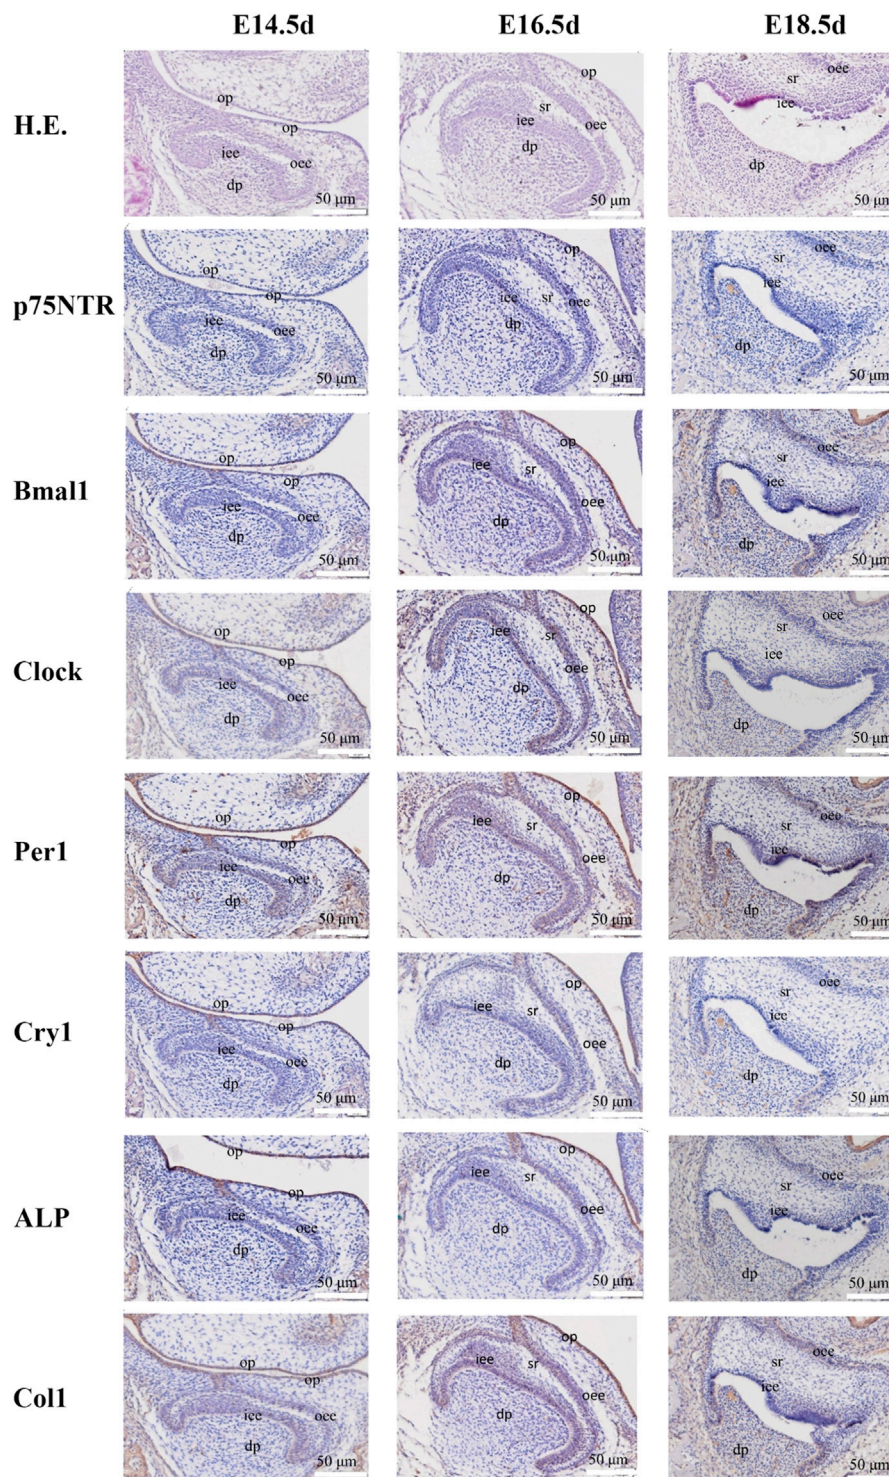 E14.5d E16.5d E18.5d
H.E.
op
op
iee
oee
dp
50 μm
op
sr
iee
oee
dp
50 μm
oee
sr
iee
dp
50 μm
p75NTR
op
op
iee
oee
dp
50 μm
op
iee
sr
oee
dp
50 μm
oee
sr
iee
dp
50 μm
Bmal1
op
op
iee
oee
dp
50 μm
op
iee
sr
oee
dp
50 μm
oee
sr
iee
dp
50 μm
Clock
op
op
iee
oee
dp
50 μm
op
iee
sr
oee
dp
50 μm
oee
sr
iee
dp
50 μm
Per1
op
op
iee
oee
dp
50 μm
op
iee
sr
oee
dp
50 μm
oee
sr
iee
dp
50 μm
Cry1
op
op
iee
oee
dp
50 μm
op
iee
sr
oee
dp
50 μm
oee
sr
iee
dp
50 μm
ALP
op
op
iee
oee
dp
50 μm
op
iee
sr
oee
dp
50 μm
oee
sr
iee
dp
50 μm
Col1
op
op
iee
oee
dp
50 μm
op
iee
sr
oee
dp
50 μm
oee
sr
iee
dp
50 μm